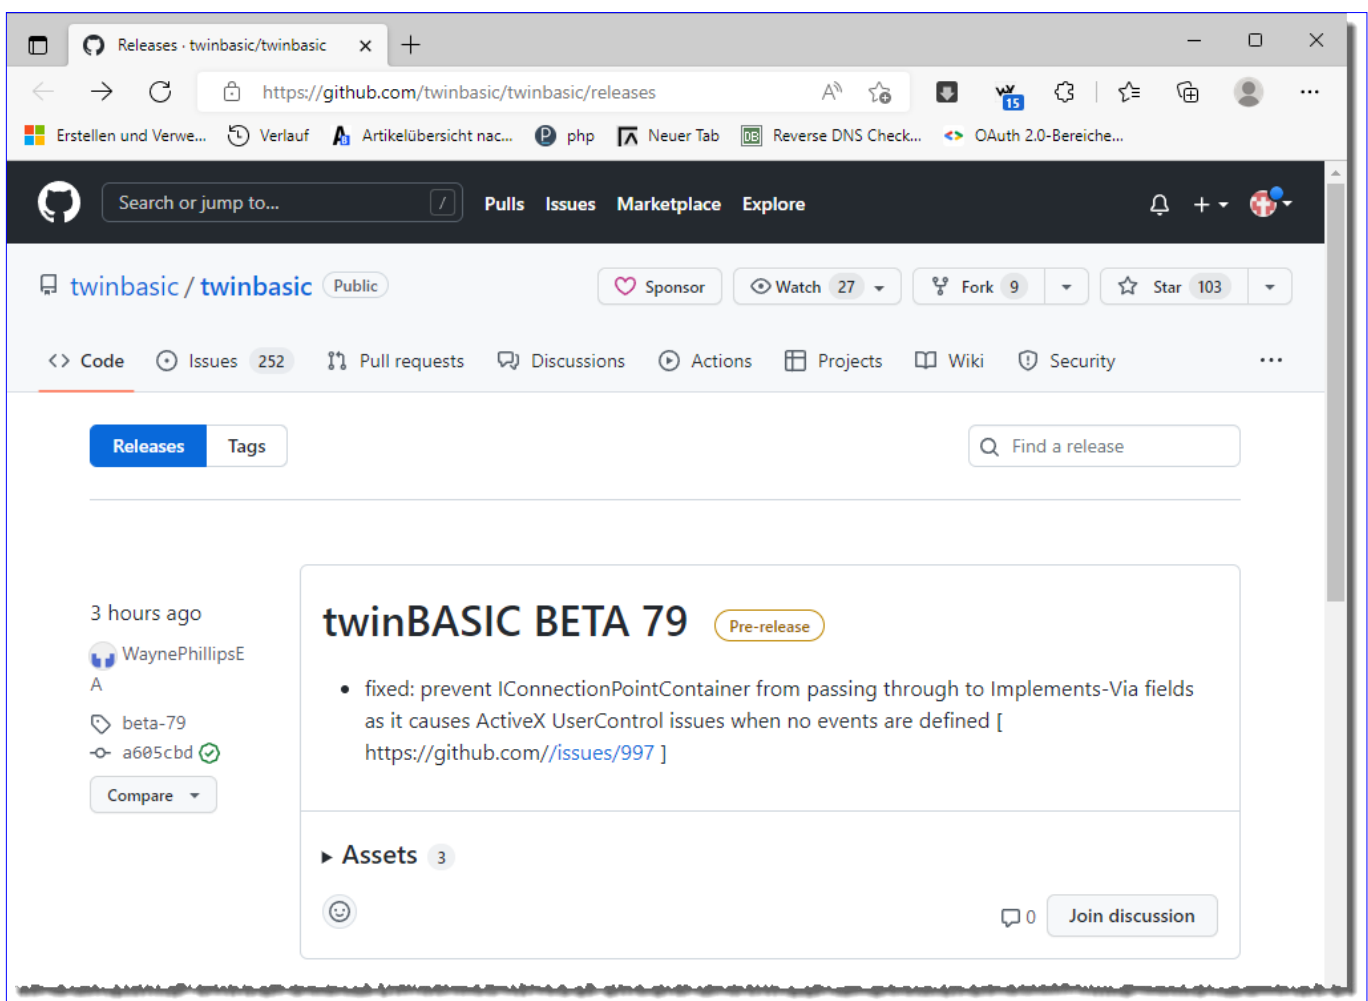 Releases · twinbasic/twinbasic
https://github.com/twinbasic/twinbasic/releases
15
Erstellen und Verwe... Verlauf Artikelübersicht nac... php Neuer Tab DB Reverse DNS Check... OAuth 2.0-Bereiche...
Search or jump to... / Pulls Issues Marketplace Explore
twinbasic / twinbasic Public Sponsor Watch 27 Fork 9 Star 103
Code Issues 252 Pull requests Discussions Actions Projects Wiki Security
Releases Tags Find a release
3 hours ago
WaynePhillipsE
A
beta-79
a605cbd
Compare
twinBASIC BETA 79 Pre-release
• fixed: prevent IConnectionPointContainer from passing through to Implements-Via fields
as it causes ActiveX UserControl issues when no events are defined [
https://github.com//issues/997 ]
Assets 3
0 Join discussion